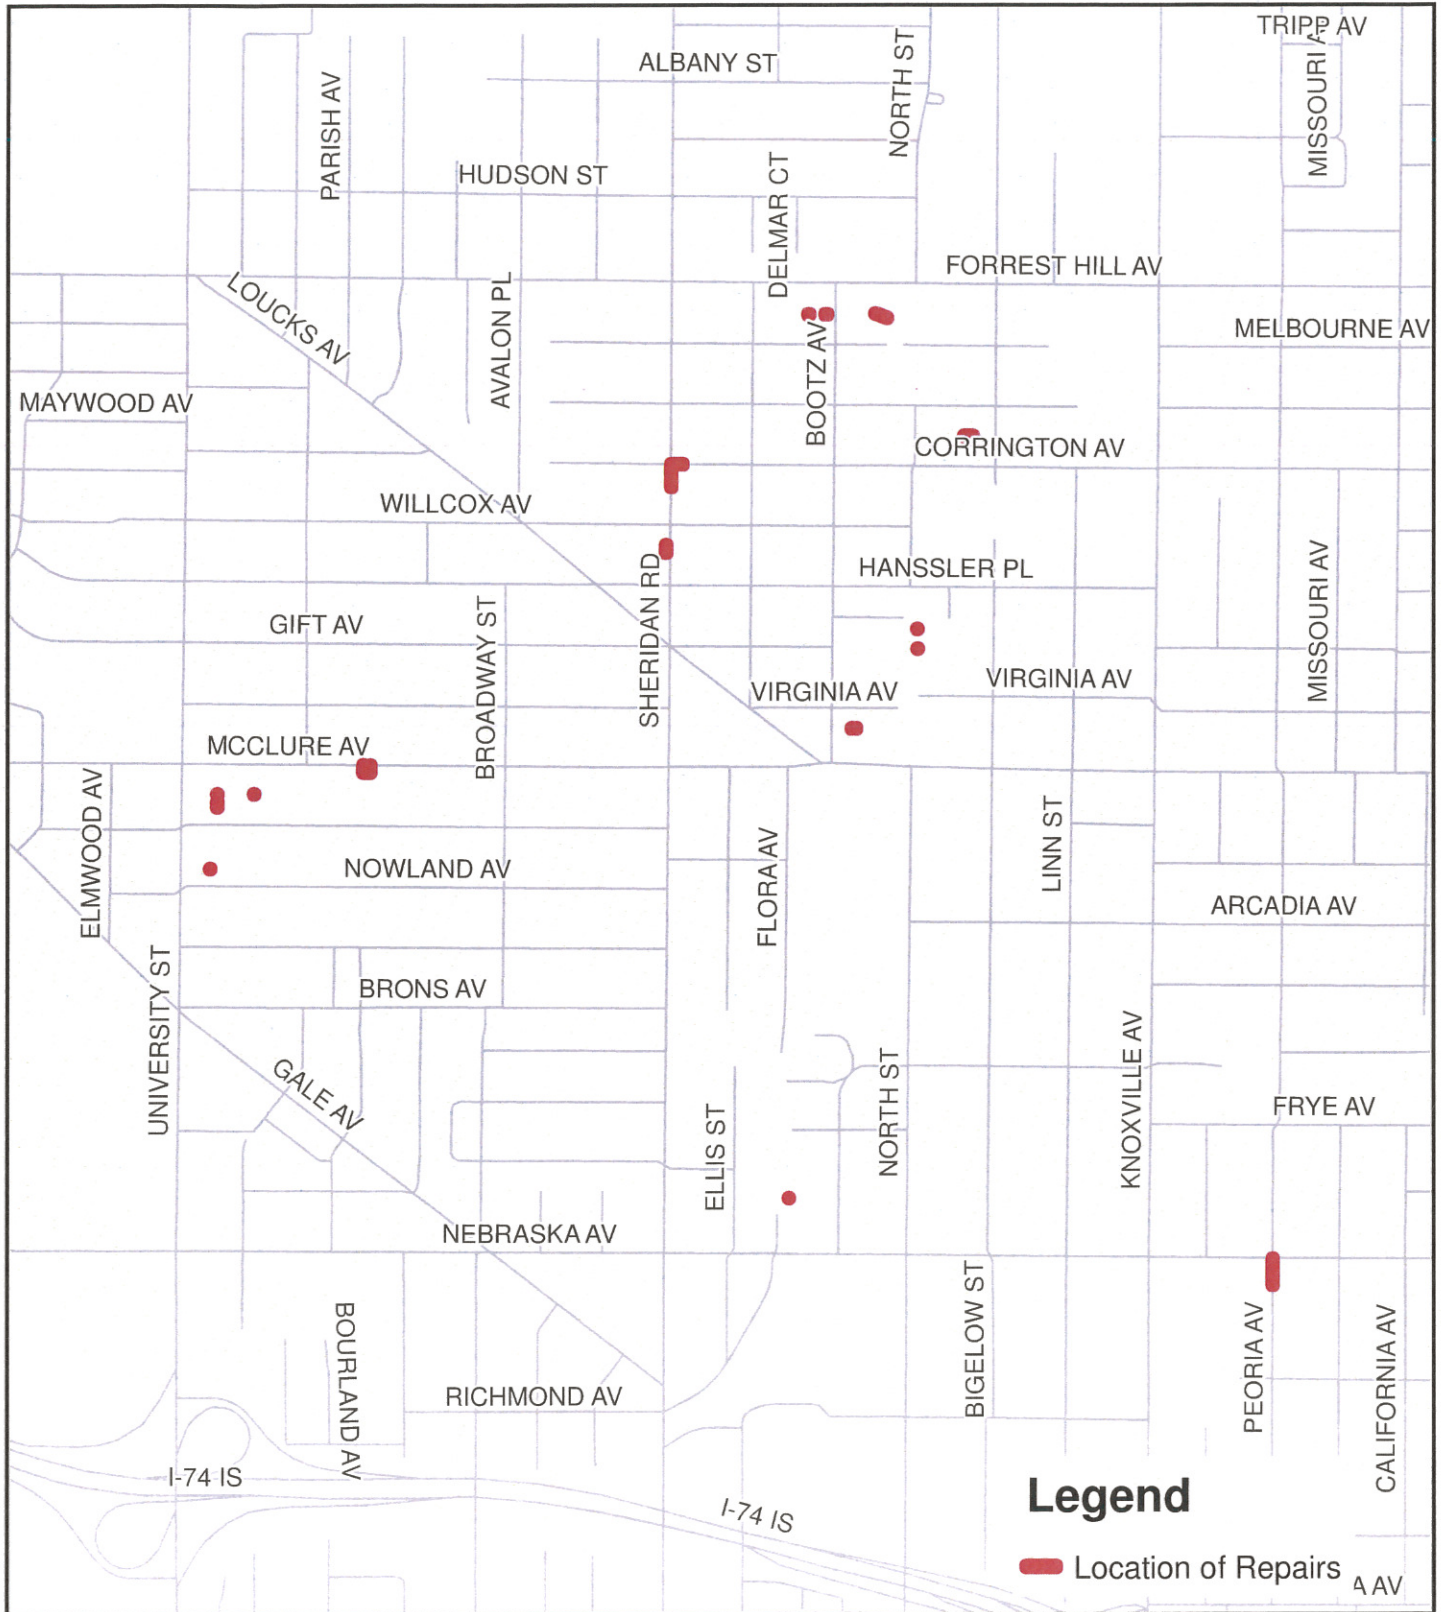 TRIPP AV
ALBANY ST
NORTH ST
MISSOURI A
PARISH AV
HUDSON ST
DELMAR CT
FORREST HILL AV
LOUCKS AV
AVALON PL
MELBOURNE AV
BOOTZ AV
MAYWOOD AV
CORRINGTON AV
WILLCOX AV
HANSSLER PL
SHERIDAN RD
MISSOURI AV
GIFT AV
BROADWAY ST
VIRGINIA AV
VIRGINIA AV
MCCLURE AV
ELMWOOD AV
LINN ST
FLORA AV
NOWLAND AV
ARCADIA AV
UNIVERSITY ST
BRONS AV
KNOXVILLE AV
GALE AV
NORTH ST
FRYE AV
ELLIS ST
NEBRASKA AV
BIGELOW ST
BOURLAND AV
PEORIA AV
CALIFORNIA AV
RICHMOND AV
I-74 IS
I-74 IS
Legend
Location of Repairs
A AV